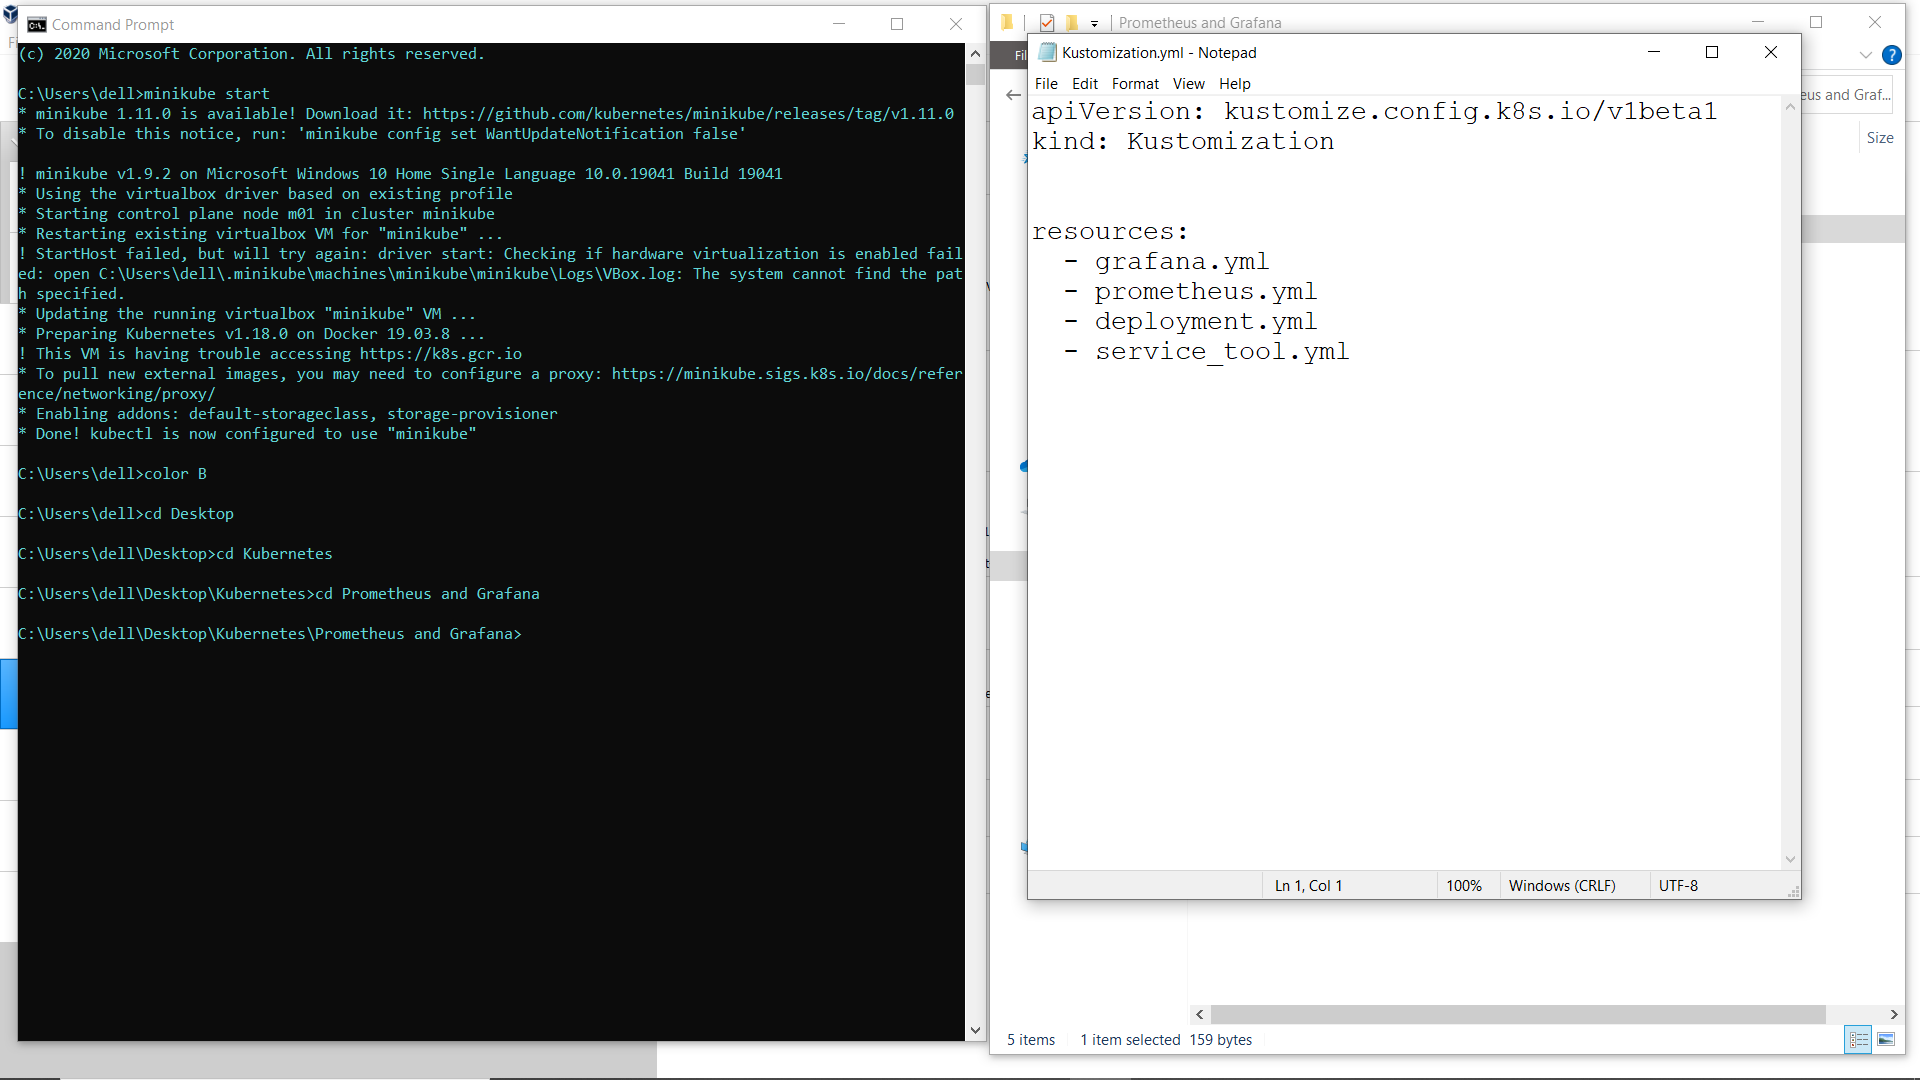 Command Prompt
(c) 2020 Microsoft Corporation. All rights reserved.
C:\Users\dell>minikube start
* minikube 1.11.0 is available! Download it: https://github.com/kubernetes/minikube/releases/tag/v1.11.0
* To disable this notice, run: 'minikube config set WantUpdateNotification false'
! minikube v1.9.2 on Microsoft Windows 10 Home Single Language 10.0.19041 Build 19041
* Using the virtualbox driver based on existing profile
* Starting control plane node m01 in cluster minikube
* Restarting existing virtualbox VM for "minikube" ...
! StartHost failed, but will try again: driver start: Checking if hardware virtualization is enabled fail
ed: open C:\Users\dell\.minikube\machines\minikube\minikube\Logs\VBox.log: The system cannot find the pat
h specified.
* Updating the running virtualbox "minikube" VM ...
* Preparing Kubernetes v1.18.0 on Docker 19.03.8 ...
! This VM is having trouble accessing https://k8s.gcr.io
* To pull new external images, you may need to configure a proxy: https://minikube.sigs.k8s.io/docs/refer
ence/networking/proxy/
* Enabling addons: default-storageclass, storage-provisioner
* Done! kubectl is now configured to use "minikube"
C:\Users\dell>color B
C:\Users\dell>cd Desktop
C:\Users\dell\Desktop>cd Kubernetes
C:\Users\dell\Desktop\Kubernetes>cd Prometheus and Grafana
C:\Users\dell\Desktop\Kubernetes\Prometheus and Grafana>
Prometheus and Grafana
Kustomization.yml - Notepad
File Edit Format View Help
apiVersion: kustomize.config.k8s.io/v1beta1
kind: Kustomization
resources:
- grafana.yml
- prometheus.yml
- deployment.yml
- service_tool.yml
Ln 1, Col 1 100% Windows (CRLF) UTF-8
eus and Graf...
Size
5 items 1 item selected 159 bytes